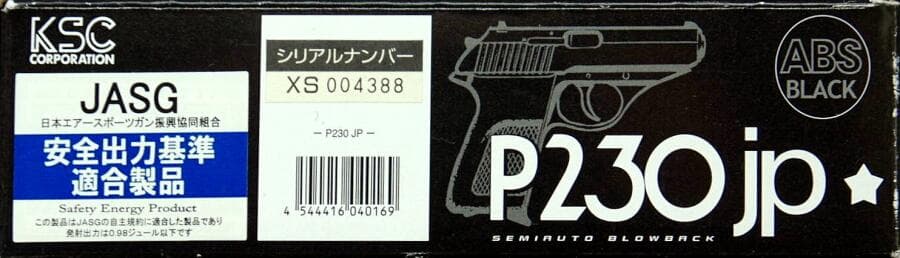 KSC
CORPORATION
JASG
日本エアースポーツガン振興協同組合
安全出力基準
適合製品
Safety Energy Product
この製品はJASGの自主規約に適合した製品であり
発射出力は0.98ジュール以下です
シリアルナンバー
XS 004388
— P230 JP —
4 544416 040169
P230 jp
SEMIAUTO BLOWBACK
ABS
BLACK